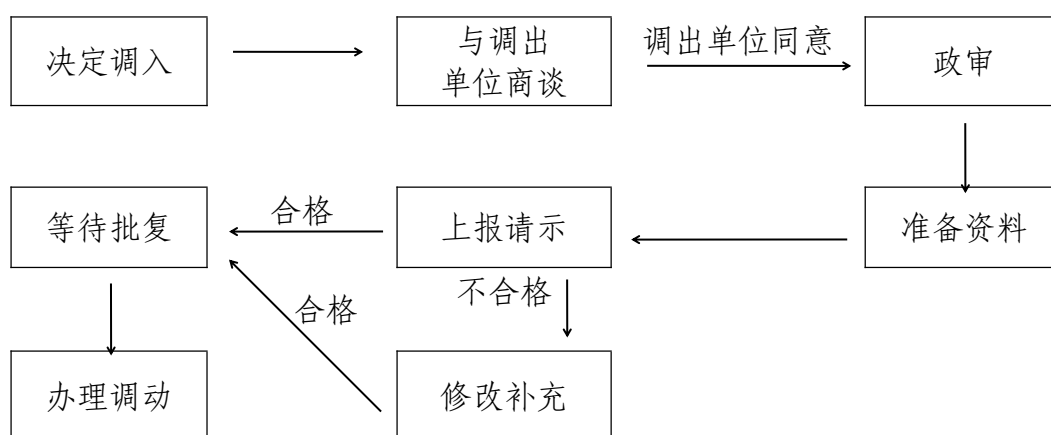 决定调入
与调出
单位商谈
调出单位同意
政审
等待批复
合格
上报请示
准备资料
不合格
合格
办理调动
修改补充